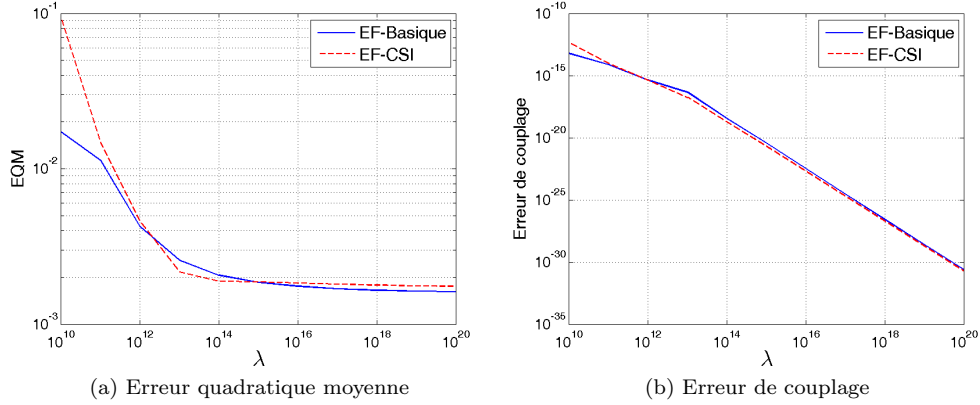 10^-1
10^-2
10^-3
EQM
10^10 10^12 10^14 10^16 10^18 10^20
λ
EF-Basique
EF-CSI
(a) Erreur quadratique moyenne
10^-10
10^-15
10^-20
10^-25
10^-30
10^-35
Erreur de couplage
10^10 10^12 10^14 10^16 10^18 10^20
λ
EF-Basique
EF-CSI
(b) Erreur de couplage